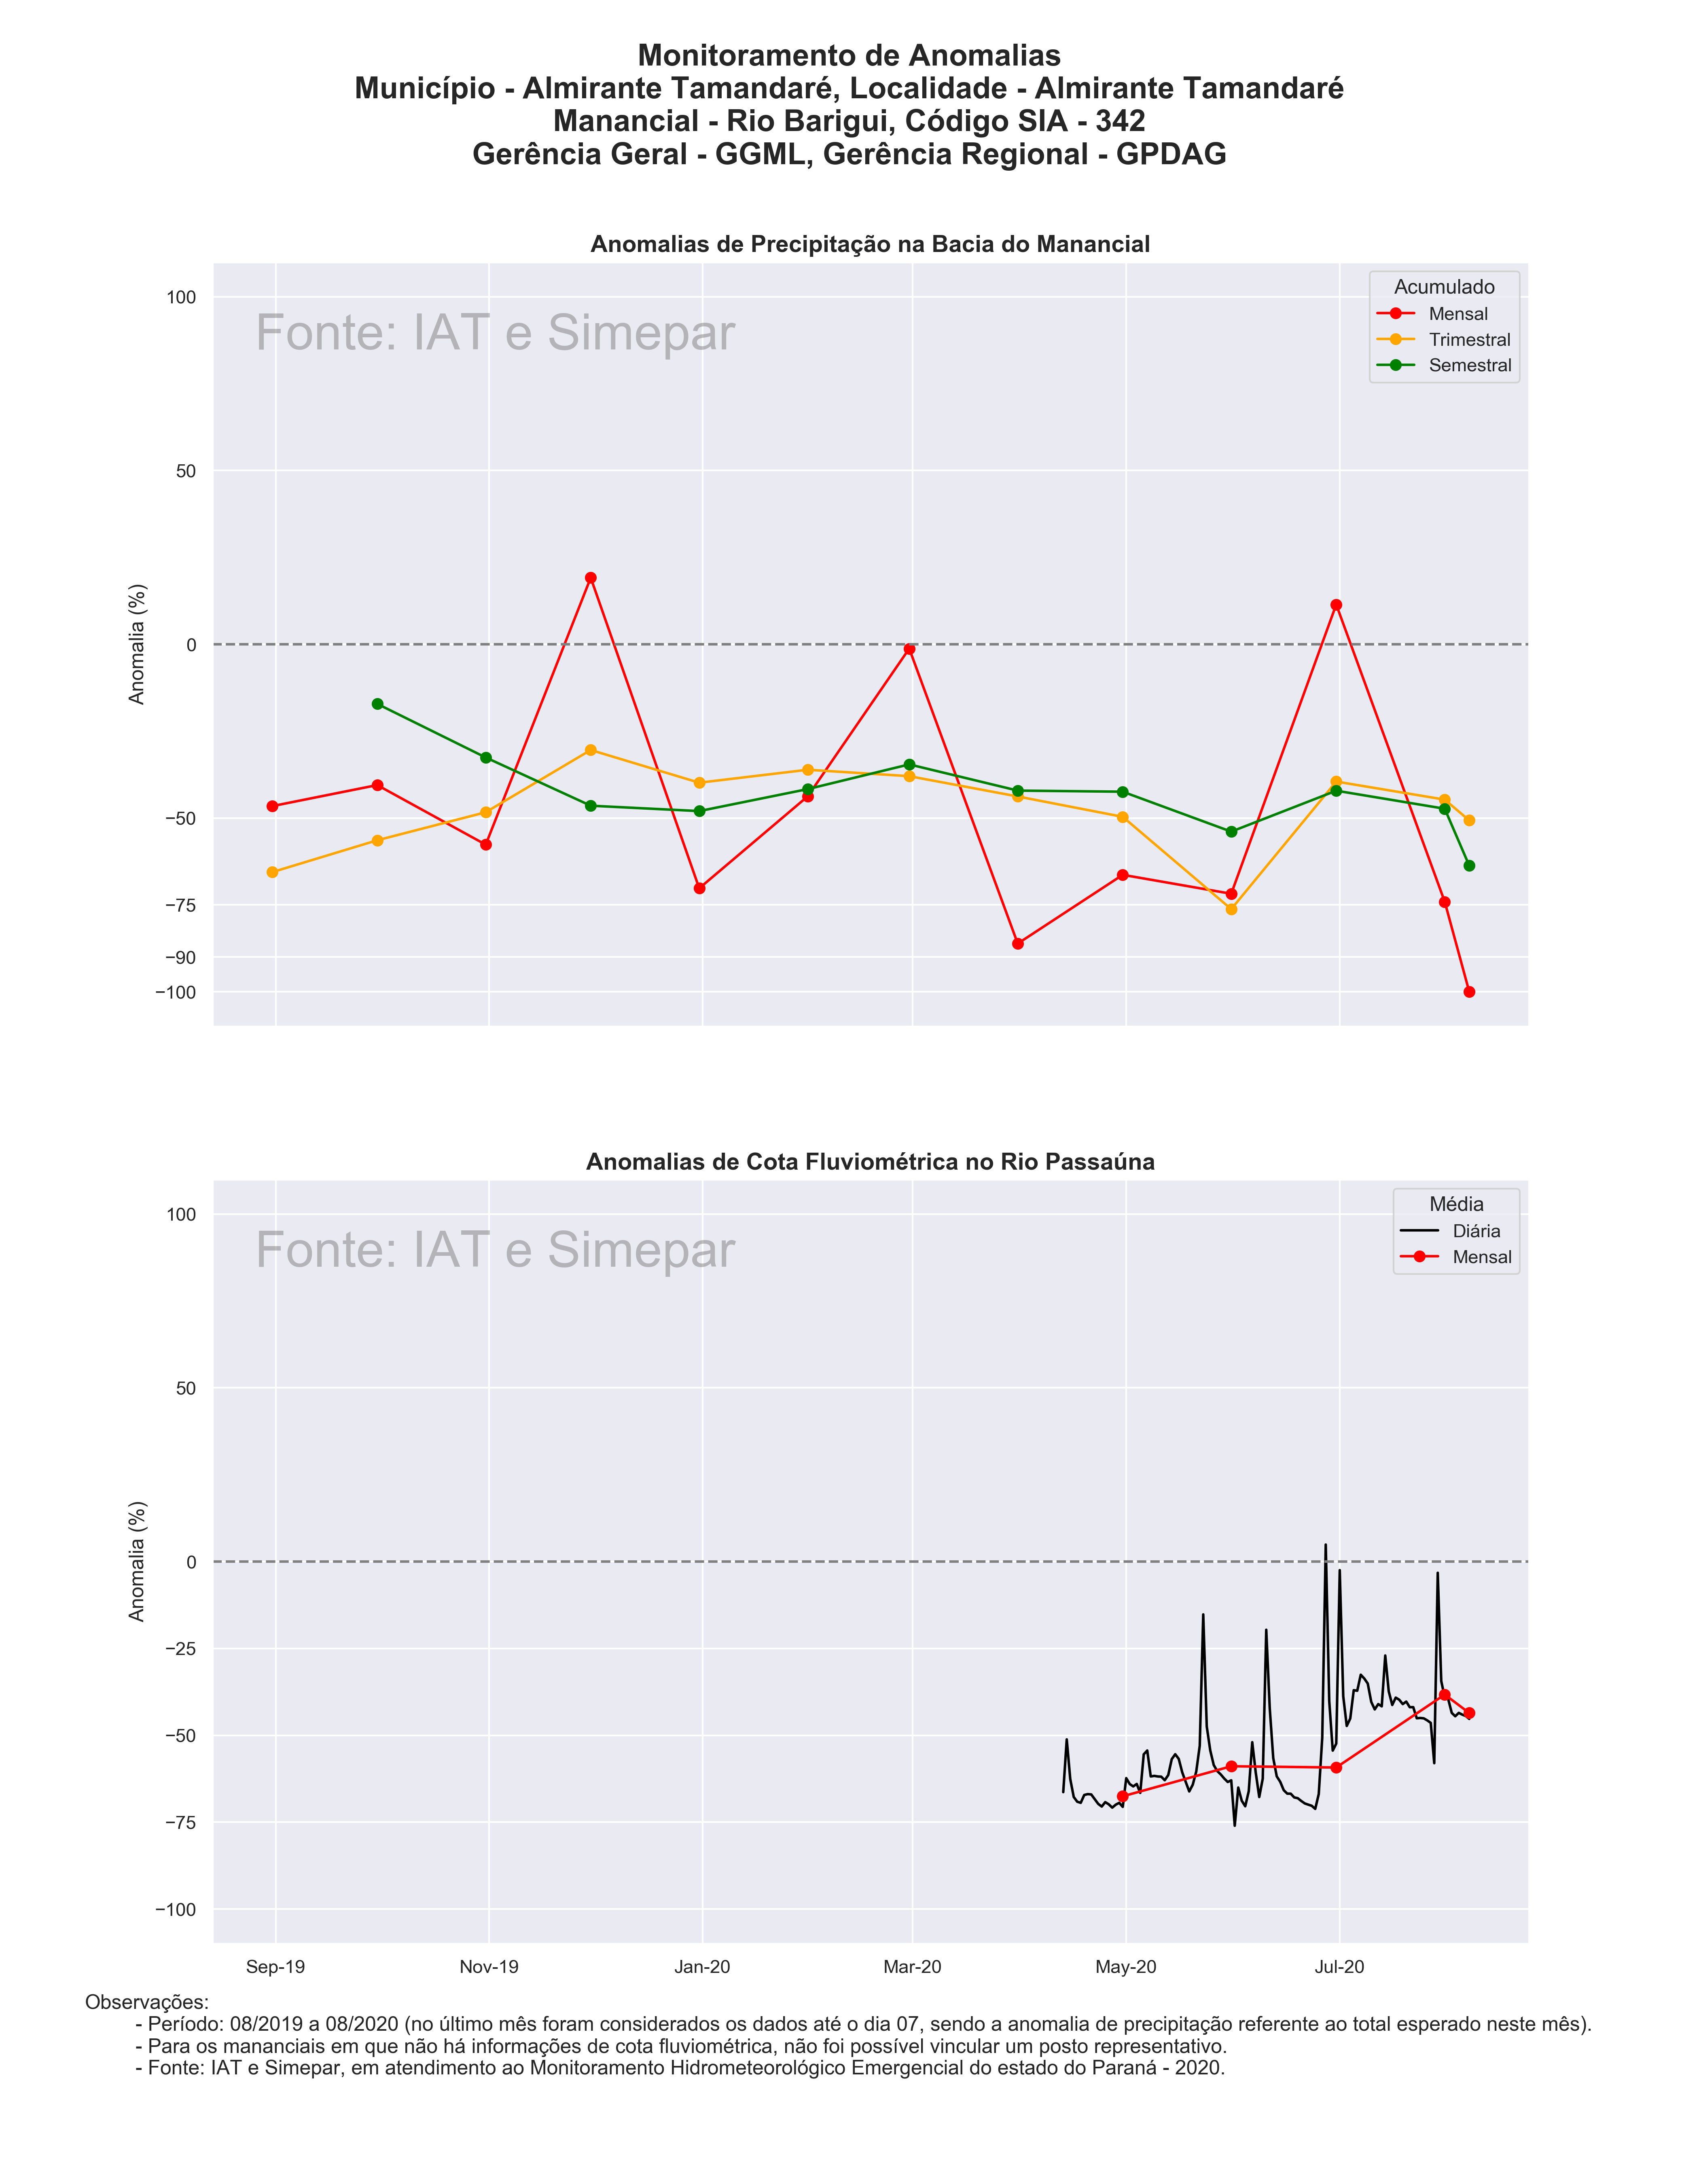 Monitoramento de Anomalias
Município - Almirante Tamandaré, Localidade - Almirante Tamandaré
Manancial - Rio Barigui, Código SIA - 342
Gerência Geral - GGML, Gerência Regional - GPDAG
Anomalias de Precipitação na Bacia do Manancial
Fonte: IAT e Simepar
Acumulado
Mensal
Trimestral
Semestral
Anomalia (%)
100
50
0
−50
−75
−90
−100
Anomalias de Cota Fluviométrica no Rio Passaúna
Fonte: IAT e Simepar
Média
Diária
Mensal
Anomalia (%)
100
50
0
−25
−50
−75
−100
Sep-19 Nov-19 Jan-20 Mar-20 May-20 Jul-20
Observações:
- Período: 08/2019 a 08/2020 (no último mês foram considerados os dados até o dia 07, sendo a anomalia de precipitação referente ao total esperado neste mês).
- Para os mananciais em que não há informações de cota fluviométrica, não foi possível vincular um posto representativo.
- Fonte: IAT e Simepar, em atendimento ao Monitoramento Hidrometeorológico Emergencial do estado do Paraná - 2020.